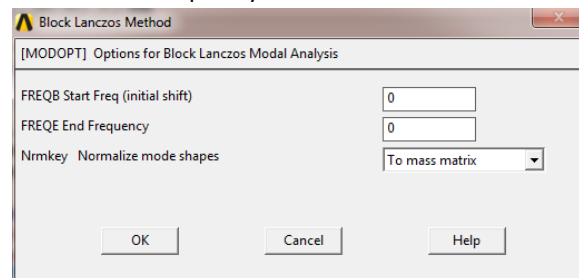 Block Lanczos Method
[MODOPT] Options for Block Lanczos Modal Analysis
FREQB Start Freq (initial shift) 0
FREQE End Frequency 0
Nrmkey Normalize mode shapes To mass matrix
OK Cancel Help